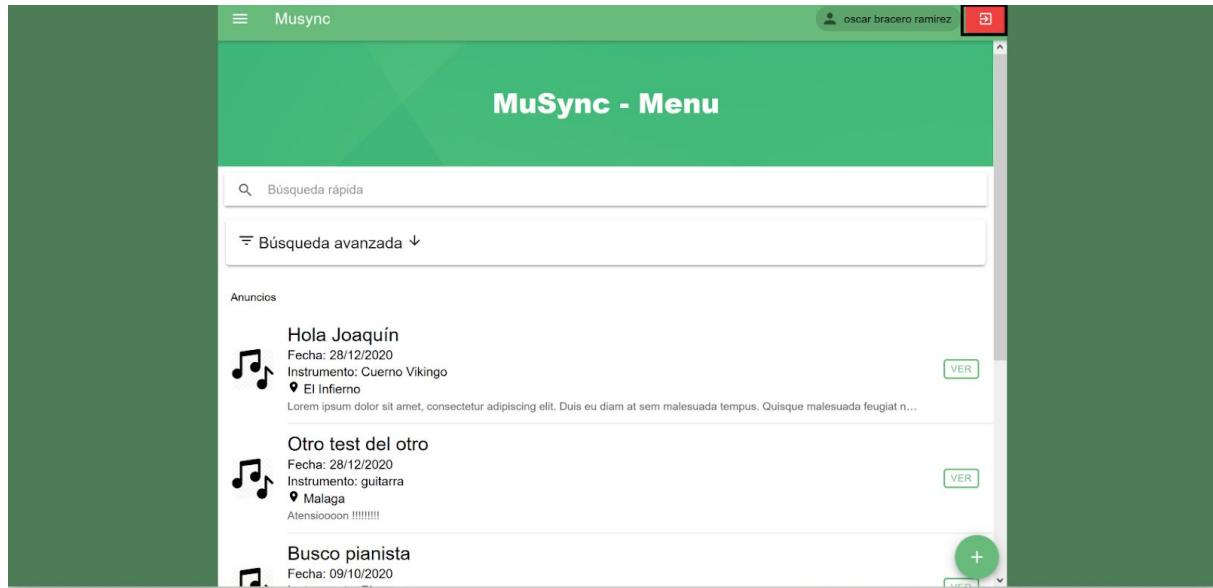 Musync
oscar bracero ramirez
MuSync - Menu
Búsqueda rápida
Búsqueda avanzada
Anuncios
Hola Joaquín
Fecha: 28/12/2020
Instrumento: Cuerno Vikingo
El Infierno
Lorem ipsum dolor sit amet, consectetur adipiscing elit. Duis eu diam at sem malesuada tempus. Quisque malesuada feugiat n...
VER
Otro test del otro
Fecha: 28/12/2020
Instrumento: guitarra
Malaga
Atensioooon !!!!!!!!!
VER
Busco pianista
Fecha: 09/10/2020